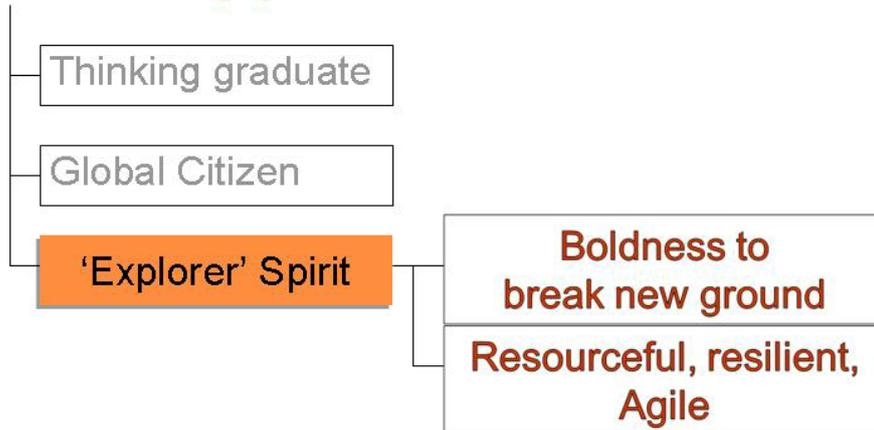 Thinking graduate
Global Citizen
‘Explorer’ Spirit
Boldness to
break new ground
Resourceful, resilient,
Agile